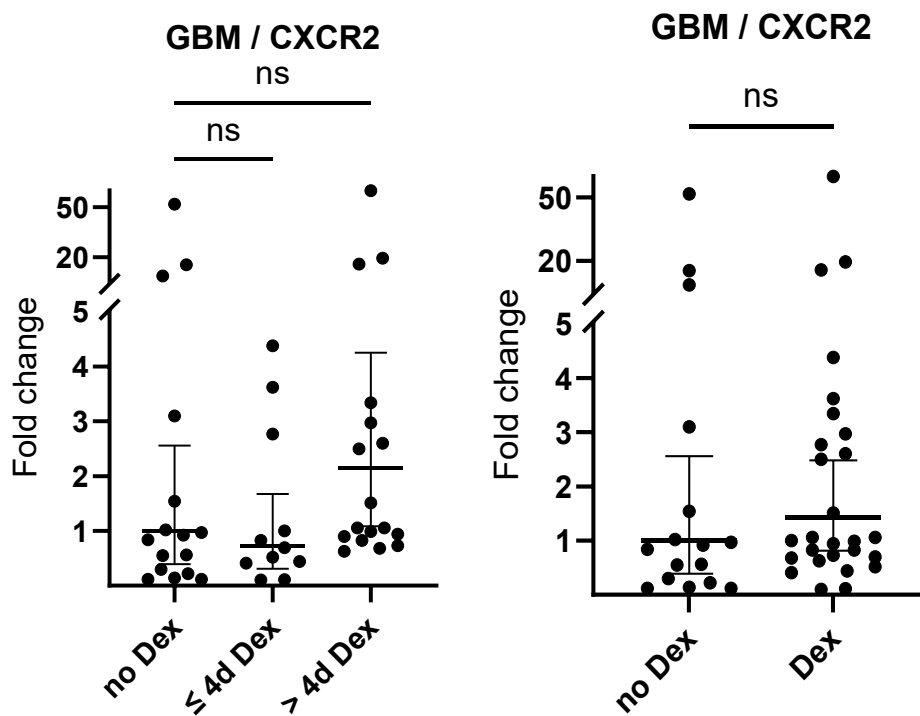 GBM / CXCR2
ns
ns
Fold change
50
20
5
4
3
2
1
no Dex
≤ 4d Dex
> 4d Dex
GBM / CXCR2
ns
Fold change
50
20
5
4
3
2
1
no Dex
Dex